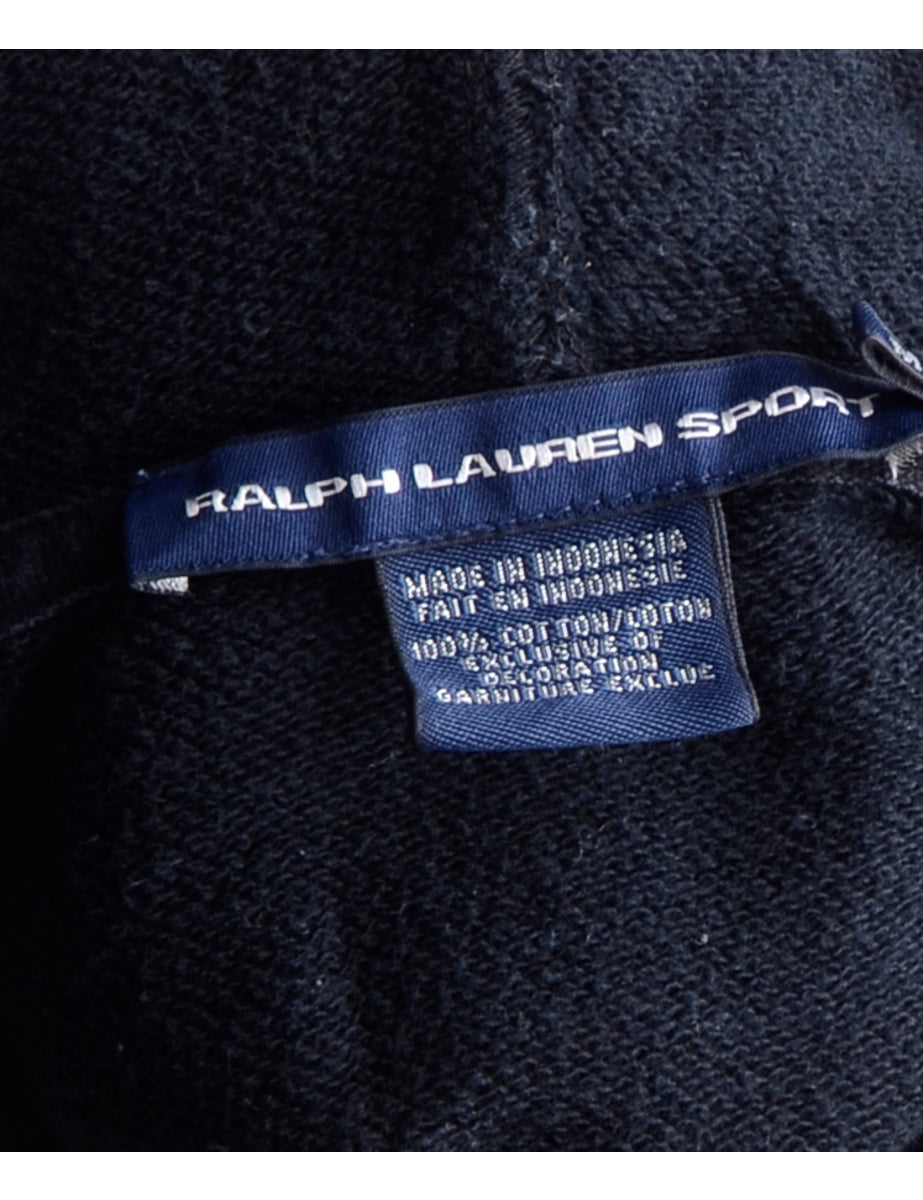 RALPH LAUREN SPORT
MADE IN INDONESIA
FAIT EN INDONESIE
100% COTTON/COTON
EXCLUSIVE OF
DECORATION
GARNITURE EXCLUE